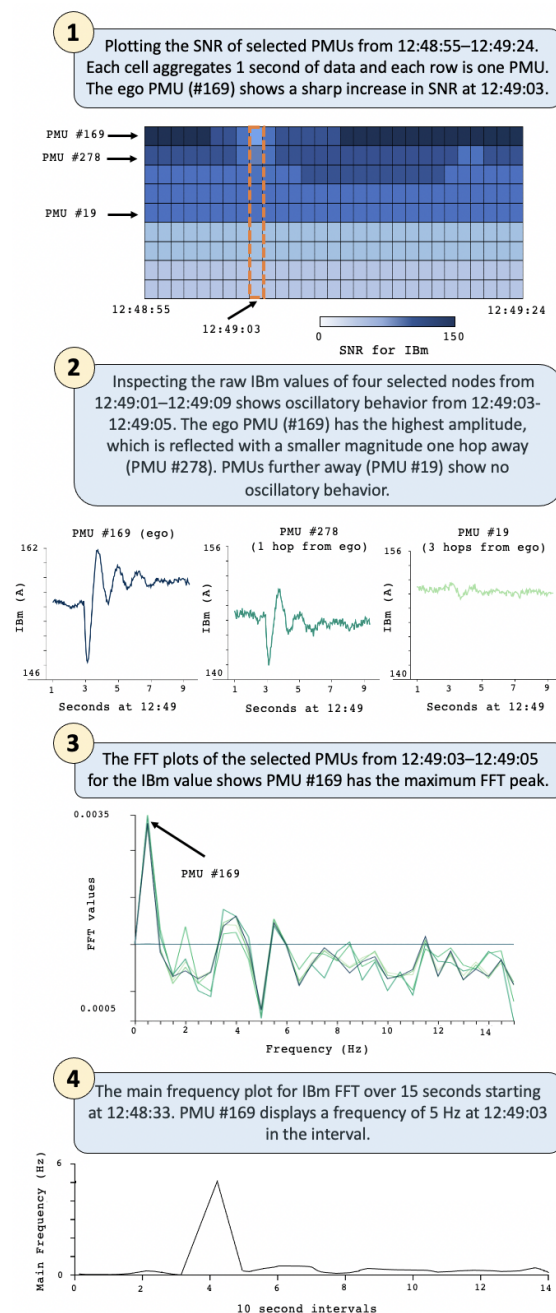 1
Plotting the SNR of selected PMUs from 12:48:55–12:49:24.
Each cell aggregates 1 second of data and each row is one PMU.
The ego PMU (#169) shows a sharp increase in SNR at 12:49:03.
PMU #169
PMU #278
PMU #19
12:48:55
12:49:24
12:49:03
0
150
SNR for IBm
2
Inspecting the raw IBm values of four selected nodes from
12:49:01–12:49:09 shows oscillatory behavior from 12:49:03-
12:49:05. The ego PMU (#169) has the highest amplitude,
which is reflected with a smaller magnitude one hop away
(PMU #278). PMUs further away (PMU #19) show no
oscillatory behavior.
PMU #169 (ego)
162
IBm (A)
146
1 3 5 7 9
Seconds at 12:49
PMU #278
(1 hop from ego)
156
IBm (A)
140
1 3 5 7 9
Seconds at 12:49
PMU #19
(3 hops from ego)
156
IBm (A)
140
1 3 5 7 9
Seconds at 12:49
3
The FFT plots of the selected PMUs from 12:49:03–12:49:05
for the IBm value shows PMU #169 has the maximum FFT peak.
0.0035
PMU #169
FFT values
0.0005
0 2 4 6 8 10 12 14
Frequency (Hz)
4
The main frequency plot for IBm FFT over 15 seconds starting
at 12:48:33. PMU #169 displays a frequency of 5 Hz at 12:49:03
in the interval.
6
Main Frequency (Hz)
0
0 2 4 6 8 10 12 14
10 second intervals